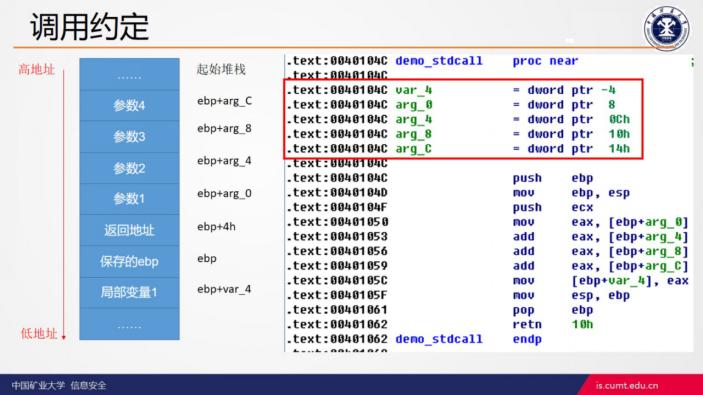 调用约定
高地址
低地址
起始堆栈
……
参数4 ebp+arg_C
参数3 ebp+arg_8
参数2 ebp+arg_4
参数1 ebp+arg_0
返回地址 ebp+4h
保存的ebp ebp
局部变量1 ebp+var_4
……
.text:0040104C demo_stdcall proc near ;
.text:0040104C
.text:0040104C var_4 = dword ptr -4
.text:0040104C arg_0 = dword ptr 8
.text:0040104C arg_4 = dword ptr 0Ch
.text:0040104C arg_8 = dword ptr 10h
.text:0040104C arg_C = dword ptr 14h
.text:0040104C
.text:0040104C push ebp
.text:0040104D mov ebp, esp
.text:0040104F push ecx
.text:00401050 mov eax, [ebp+arg_0]
.text:00401053 add eax, [ebp+arg_4]
.text:00401056 add eax, [ebp+arg_8]
.text:00401059 add eax, [ebp+arg_C]
.text:0040105C mov [ebp+var_4], eax
.text:0040105F mov esp, ebp
.text:00401061 pop ebp
.text:00401062 retn 10h
.text:00401062 demo_stdcall endp
中国矿业大学 信息安全
is.cumt.edu.cn